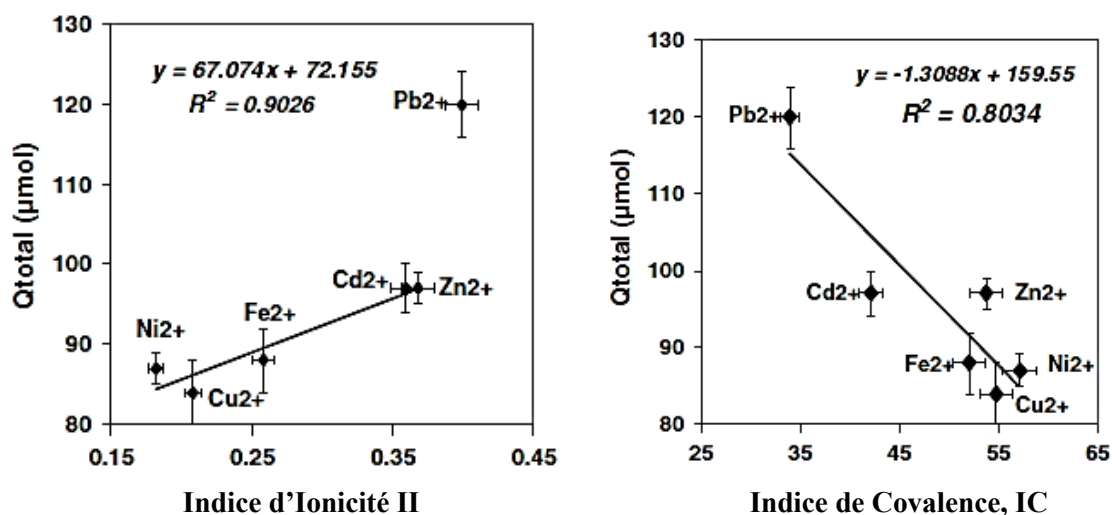 130
120
110
100
90
80
Qtotal (µmol)
y = 67.074x + 72.155
R² = 0.9026
Pb2+
Cd2+
Zn2+
Fe2+
Ni2+
Cu2+
0.15 0.25 0.35 0.45
Indice d’Ionicité II
130
120
110
100
90
80
Qtotal (µmol)
y = -1.3088x + 159.55
R² = 0.8034
Pb2+
Cd2+
Zn2+
Fe2+
Ni2+
Cu2+
25 35 45 55 65
Indice de Covalence, IC